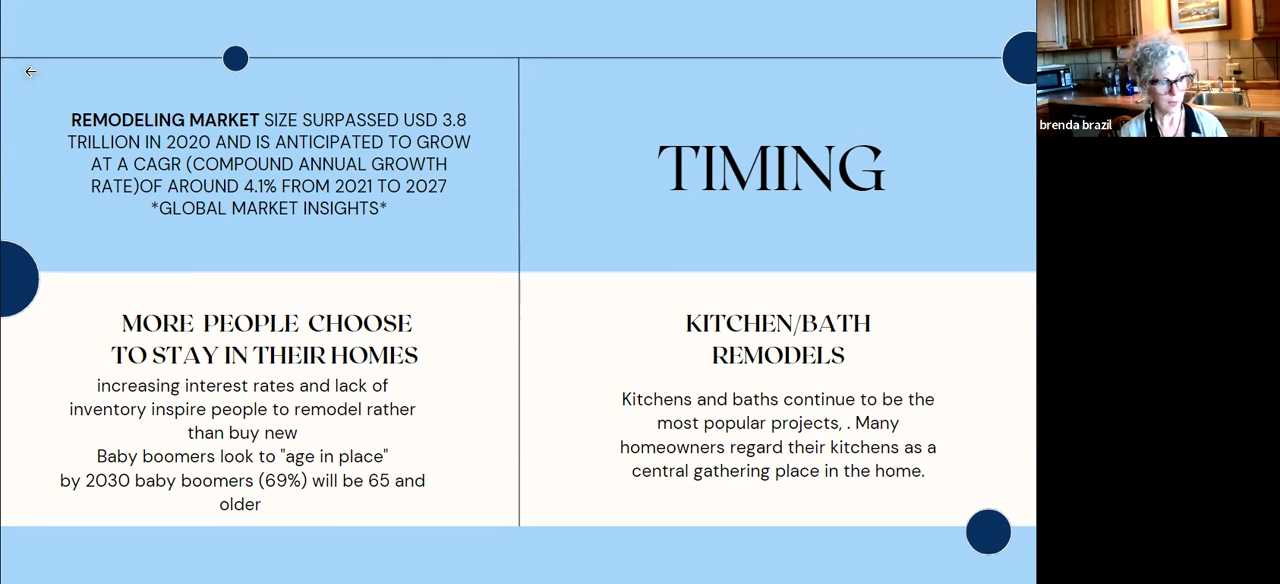 REMODELING MARKET SIZE SURPASSED USD 3.8
TRILLION IN 2020 AND IS ANTICIPATED TO GROW
AT A CAGR (COMPOUND ANNUAL GROWTH
RATE)OF AROUND 4.1% FROM 2021 TO 2027
*GLOBAL MARKET INSIGHTS*
TIMING
MORE PEOPLE CHOOSE
TO STAY IN THEIR HOMES
increasing interest rates and lack of
inventory inspire people to remodel rather
than buy new
Baby boomers look to "age in place"
by 2030 baby boomers (69%) will be 65 and
older
KITCHEN/BATH
REMODELS
Kitchens and baths continue to be the
most popular projects, . Many
homeowners regard their kitchens as a
central gathering place in the home.
brenda brazil